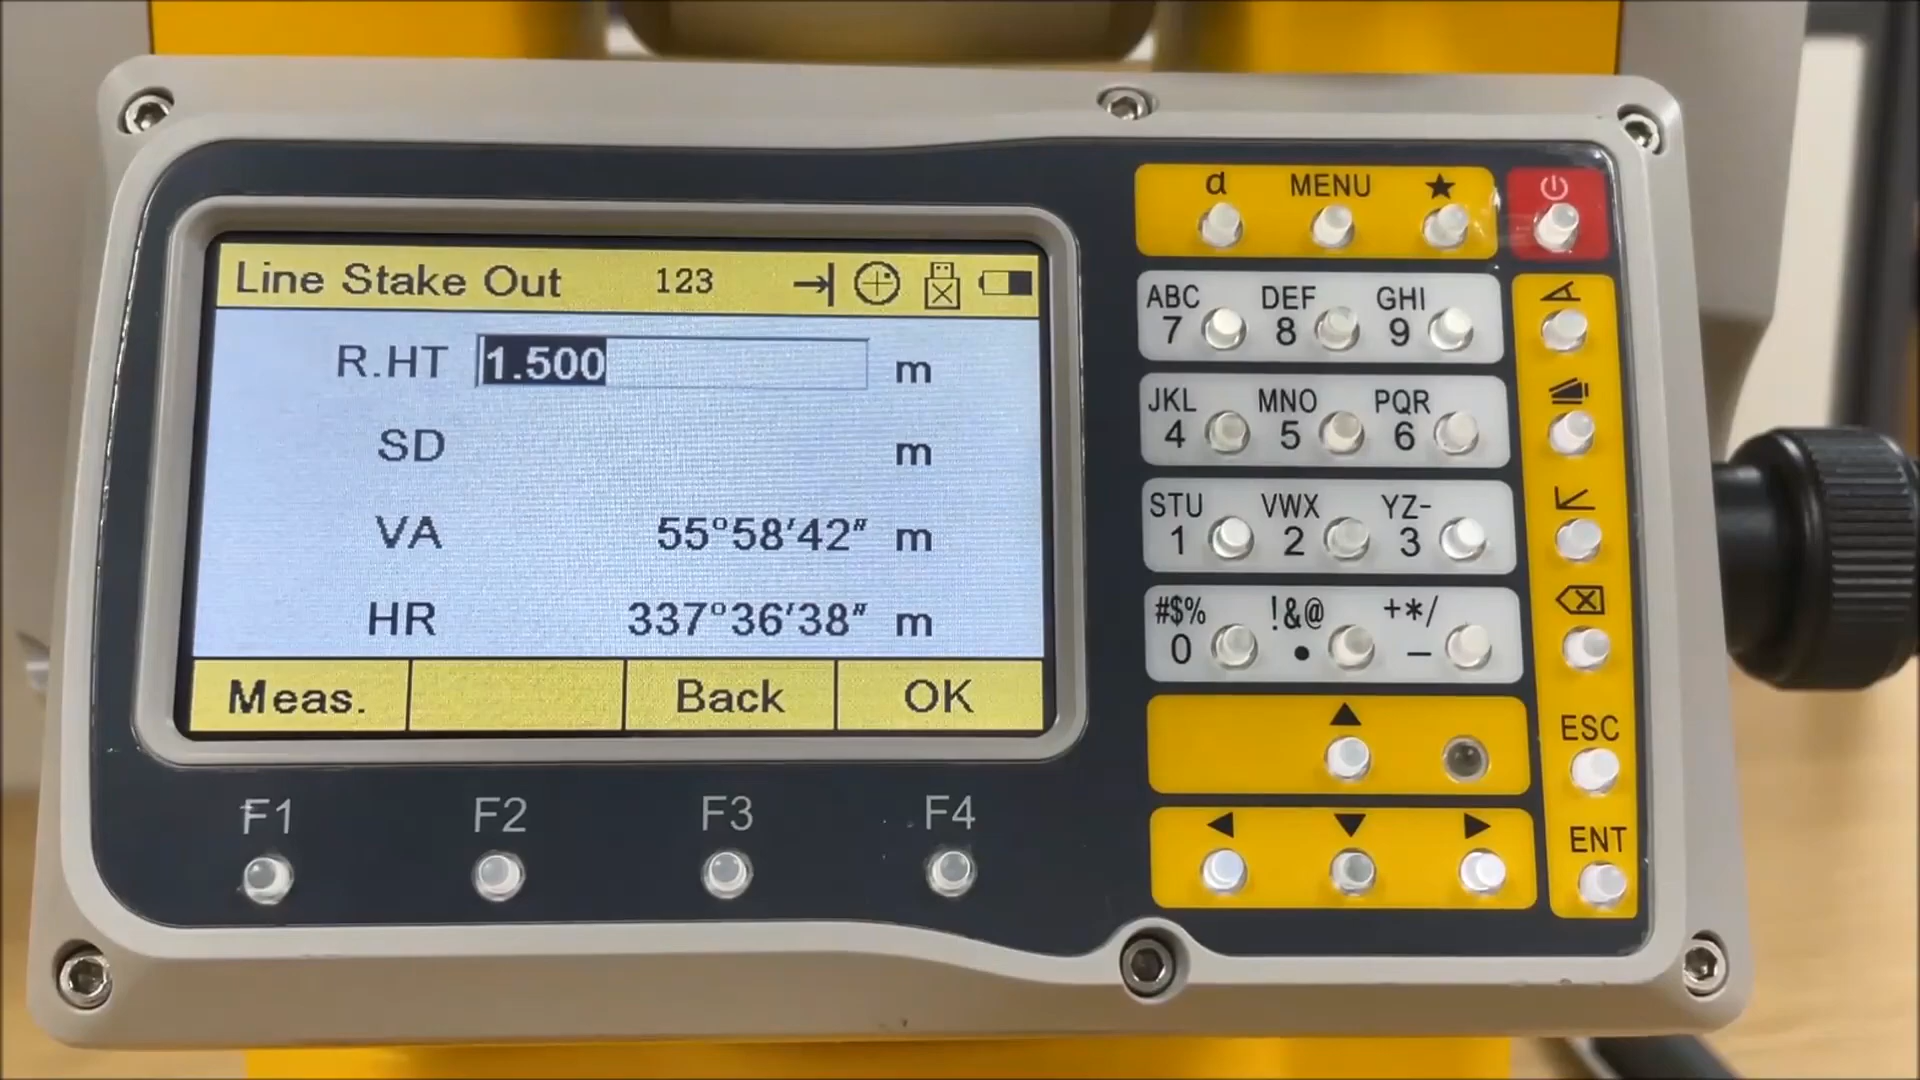 Line Stake Out 123
R.HT 1.500 m
SD m
VA 55°58'42" m
HR 337°36'38" m
Meas. Back OK
F1 F2 F3 F4
α MENU ★
ABC 7 DEF 8 GHI 9
JKL 4 MNO 5 PQR 6
STU 1 VWX 2 YZ- 3
#$% 0 !&@ • +*/ −
ESC
ENT